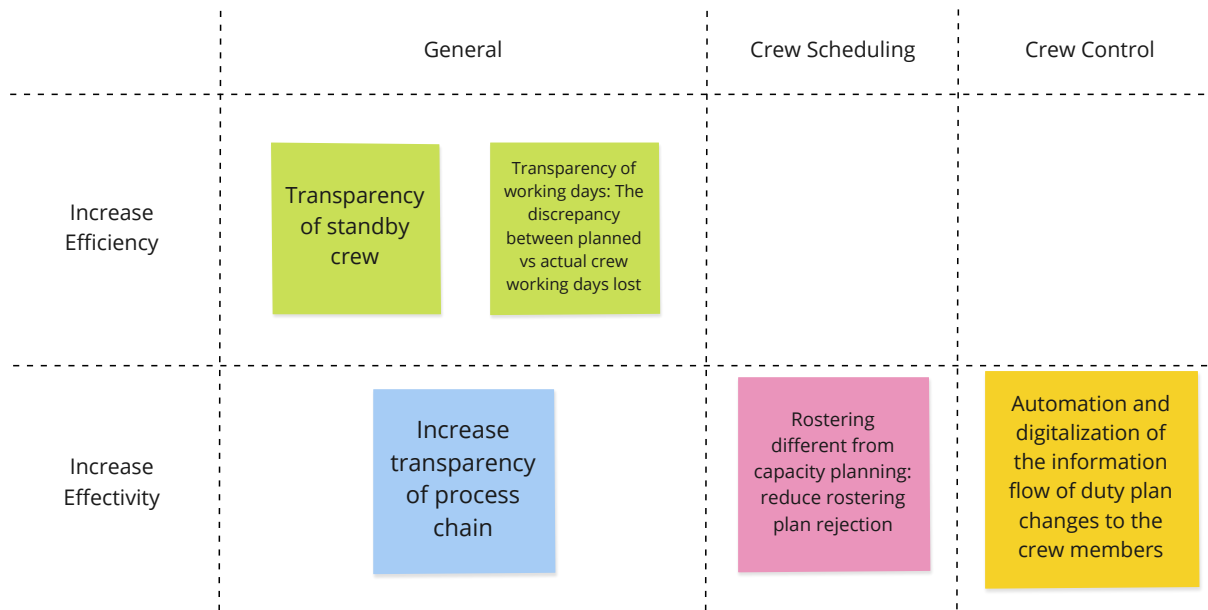 General
Crew Scheduling
Crew Control
Increase
Efficiency
Transparency
of standby
crew
Transparency of
working days: The
discrepancy
between planned
vs actual crew
working days lost
Increase
Effectivity
Increase
transparency
of process
chain
Rostering
different from
capacity planning:
reduce rostering
plan rejection
Automation and
digitalization of
the information
flow of duty plan
changes to the
crew members